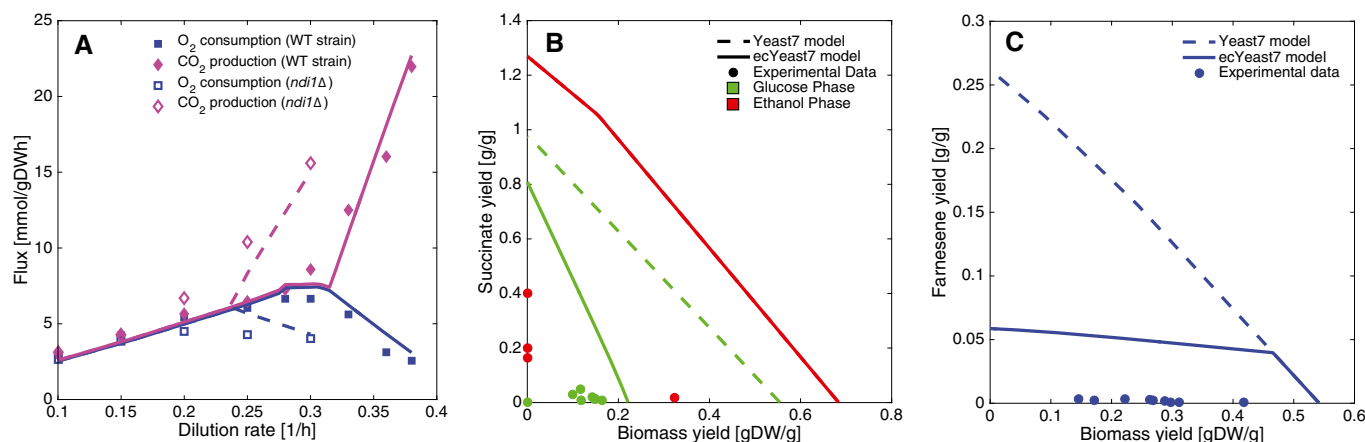 A
O2 consumption (WT strain)
CO2 production (WT strain)
O2 consumption (ndi1Δ)
CO2 production (ndi1Δ)
Flux [mmol/gDWh]
25
20
15
10
5
0
0.1
0.15
0.2
0.25
0.3
0.35
0.4
Dilution rate [1/h]
B
Yeast7 model
ecYeast7 model
Experimental Data
Glucose Phase
Ethanol Phase
Succinate yield [g/g]
1.4
1.2
1
0.8
0.6
0.4
0.2
0
0
0.2
0.4
0.6
0.8
Biomass yield [gDW/g]
C
Yeast7 model
ecYeast7 model
Experimental data
Farnesene yield [g/g]
0.3
0.25
0.2
0.15
0.1
0.05
0
0
0.1
0.2
0.3
0.4
0.5
0.6
Biomass yield [gDW/g]